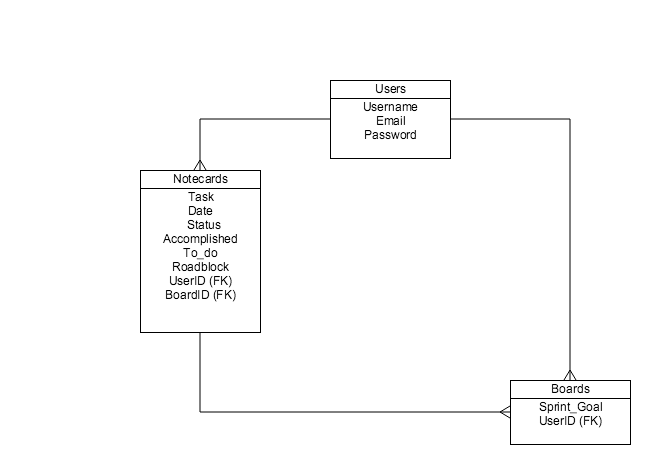 Users
Username
Email
Password
Notecards
Task
Date
Status
Accomplished
To_do
Roadblock
UserID (FK)
BoardID (FK)
Boards
Sprint_Goal
UserID (FK)